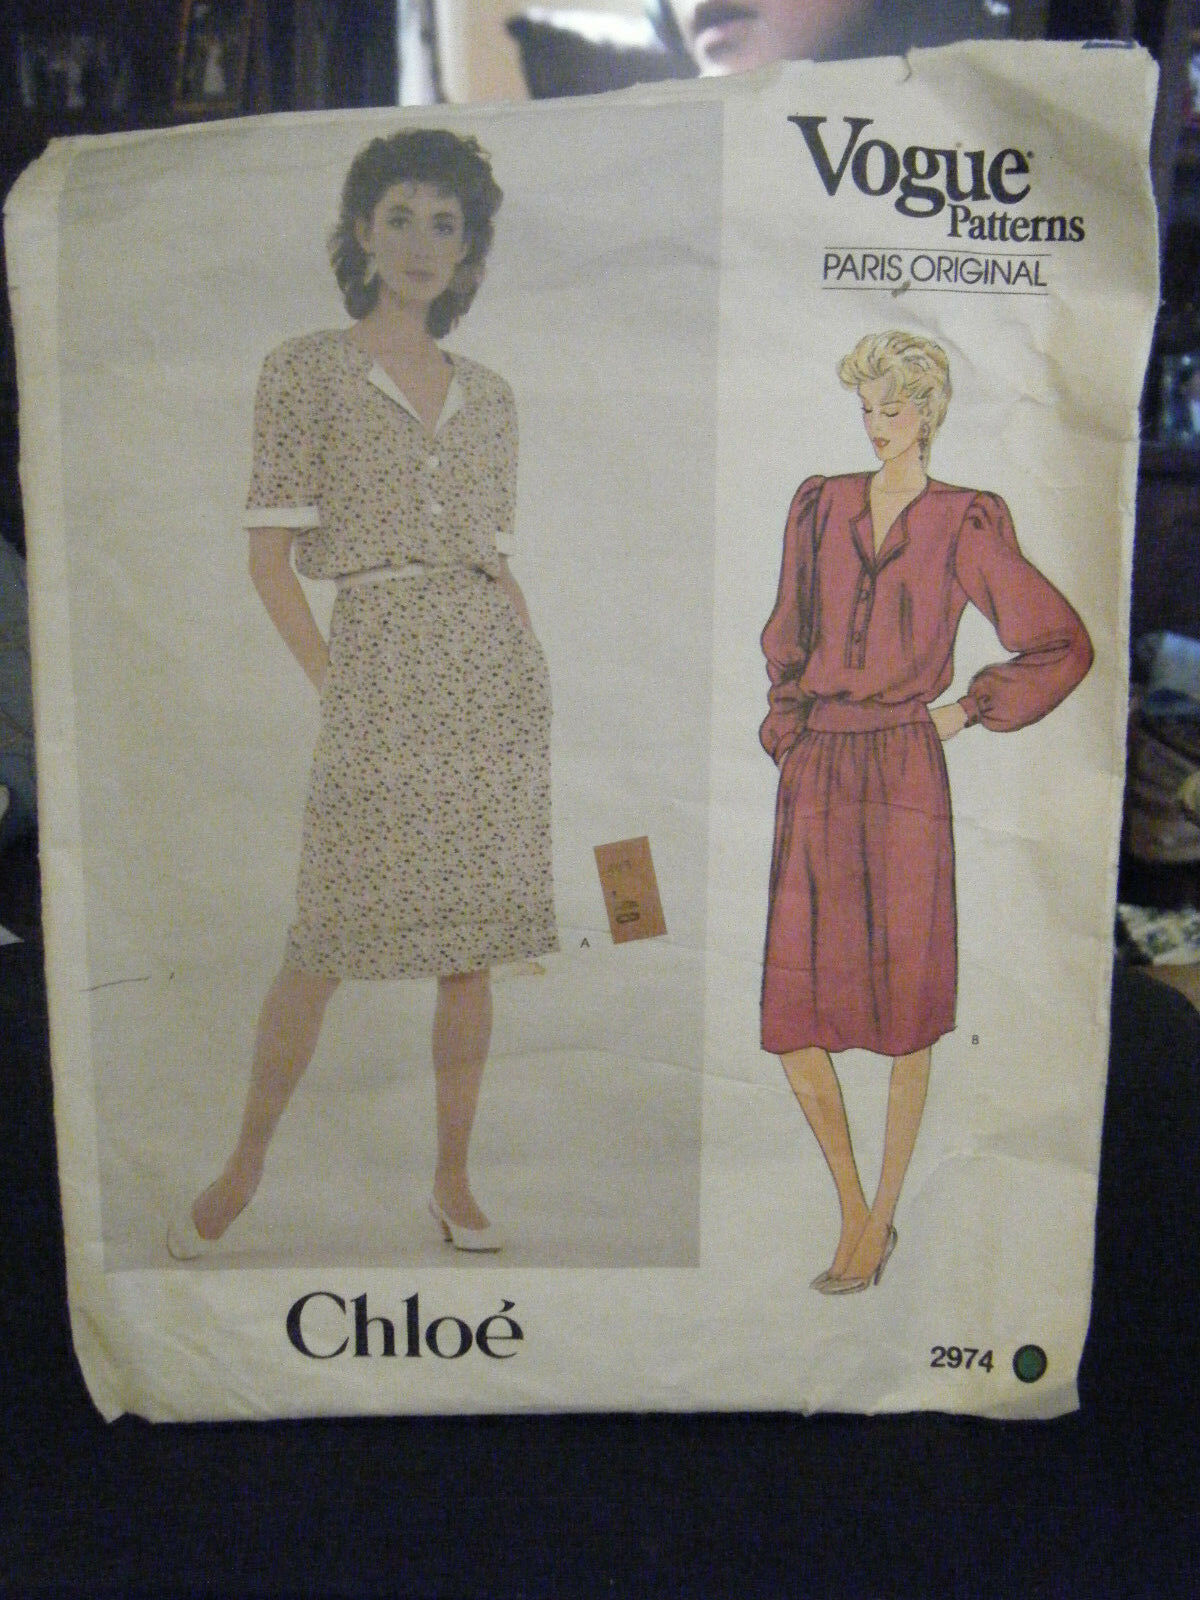 Vogue
Patterns
PARIS ORIGINAL
A
B
Chloé
2974